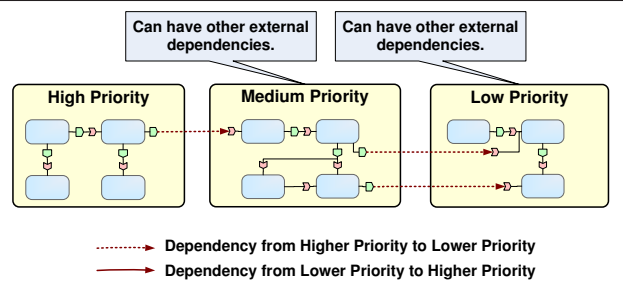 Can have other external
dependencies.
Can have other external
dependencies.
High Priority
Medium Priority
Low Priority
Dependency from Higher Priority to Lower Priority
Dependency from Lower Priority to Higher Priority